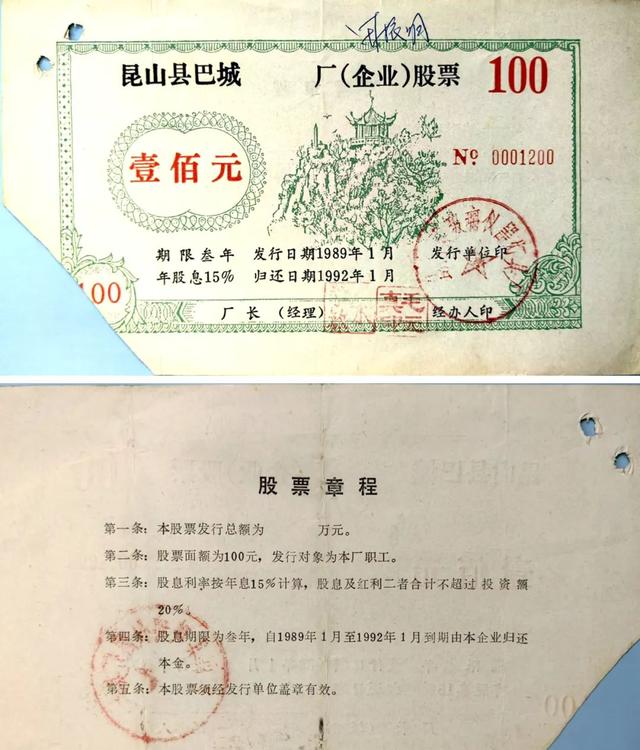 昆山县巴城 厂(企业)股票 100
壹佰元
№ 0001200
期限叁年 发行日期1989年1月 发行单位印
年股息15% 归还日期1992年1月
100
厂长 (经理) 经办人印
股票章程
第一条：本股票发行总额为 万元。
第二条：股票面额为100元，发行对象为本厂职工。
第三条：股息利率按年息15%计算，股息及红利二者合计不超过投资额
20%。
第四条：股息期限为叁年，自1989年1月至1992年1月到期由本企业归还
本金。
第五条：本股票须经发行单位盖章有效。